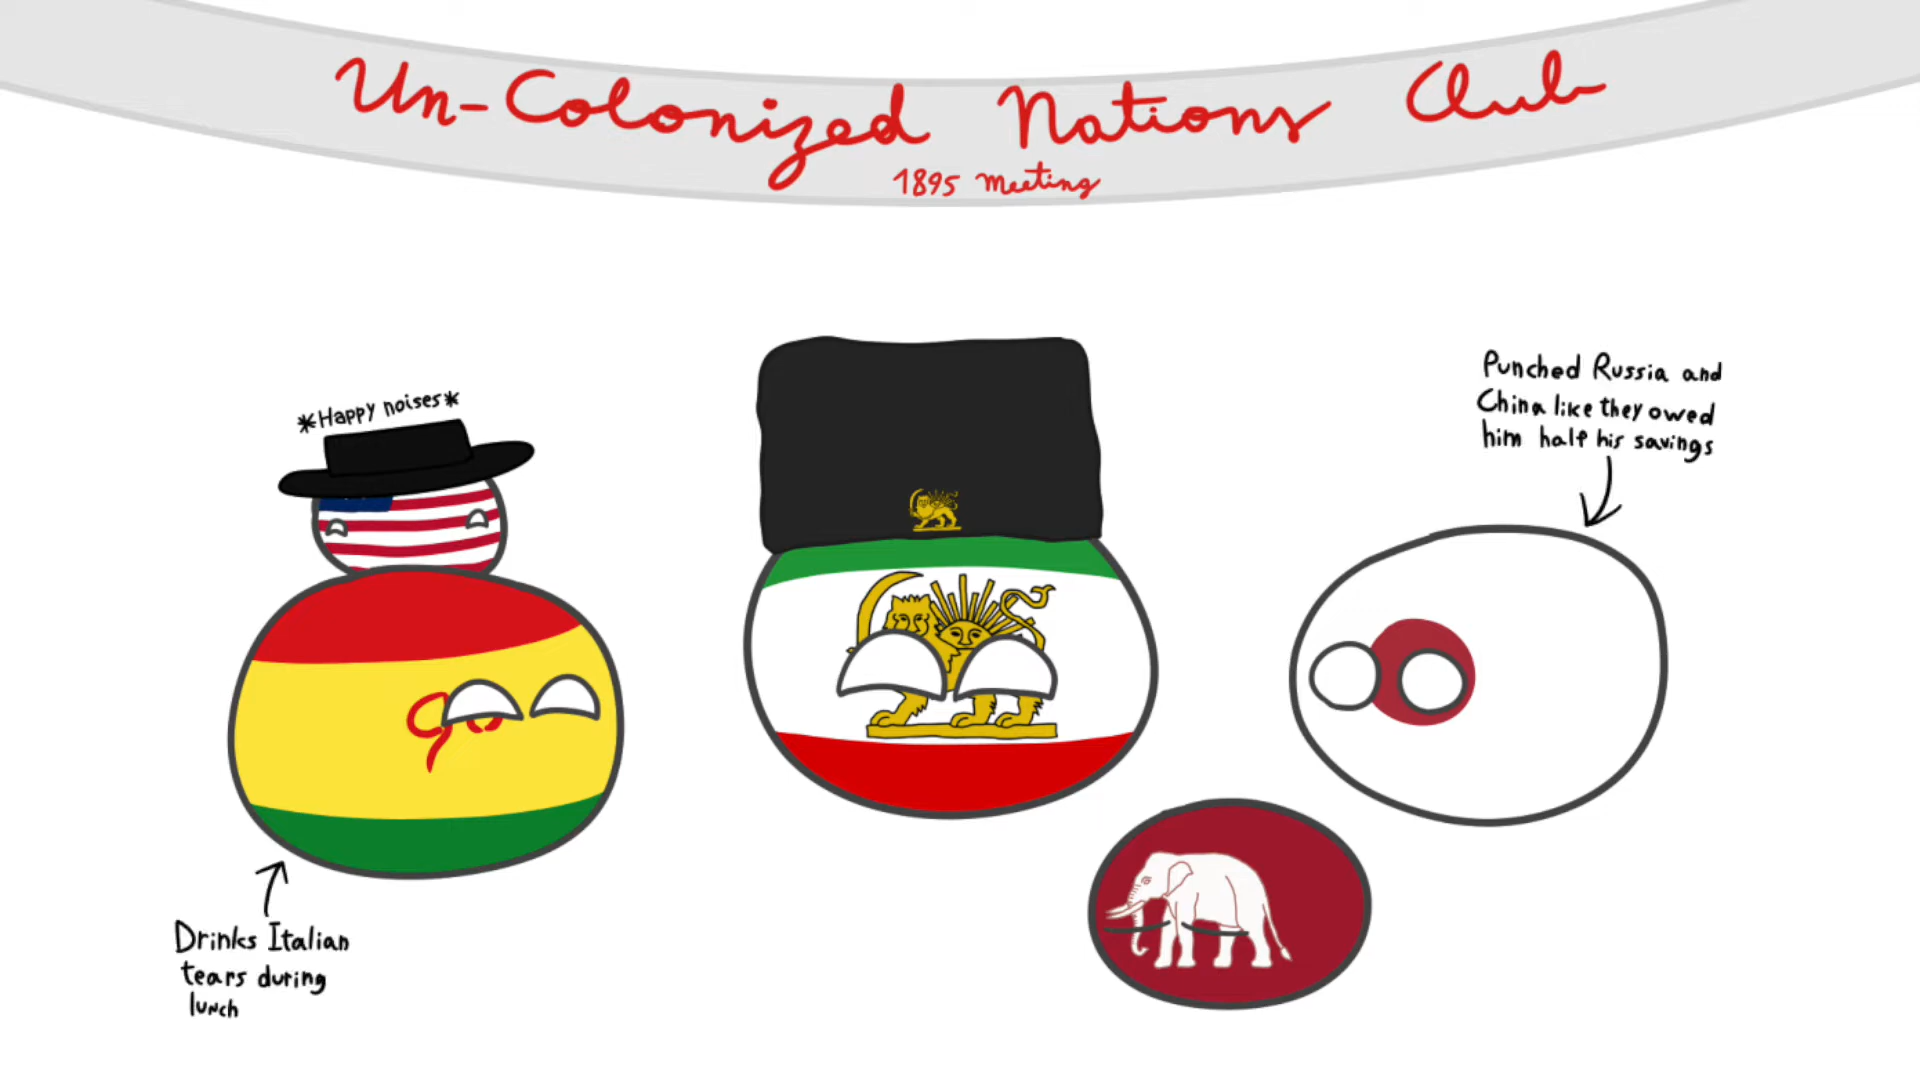 Un-Colonized Nations Club
1895 meeting
*Happy noises*
Punched Russia and
China like they owed
him half his savings
Drinks Italian
tears during
lunch